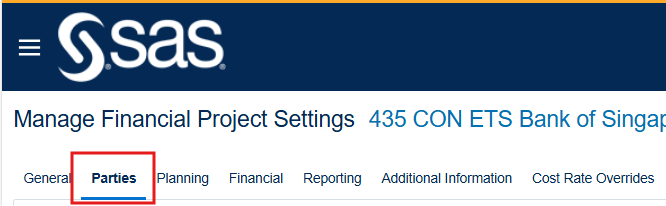 sas
Manage Financial Project Settings 435 CON ETS Bank of Singap
General Parties Planning Financial Reporting Additional Information Cost Rate Overrides